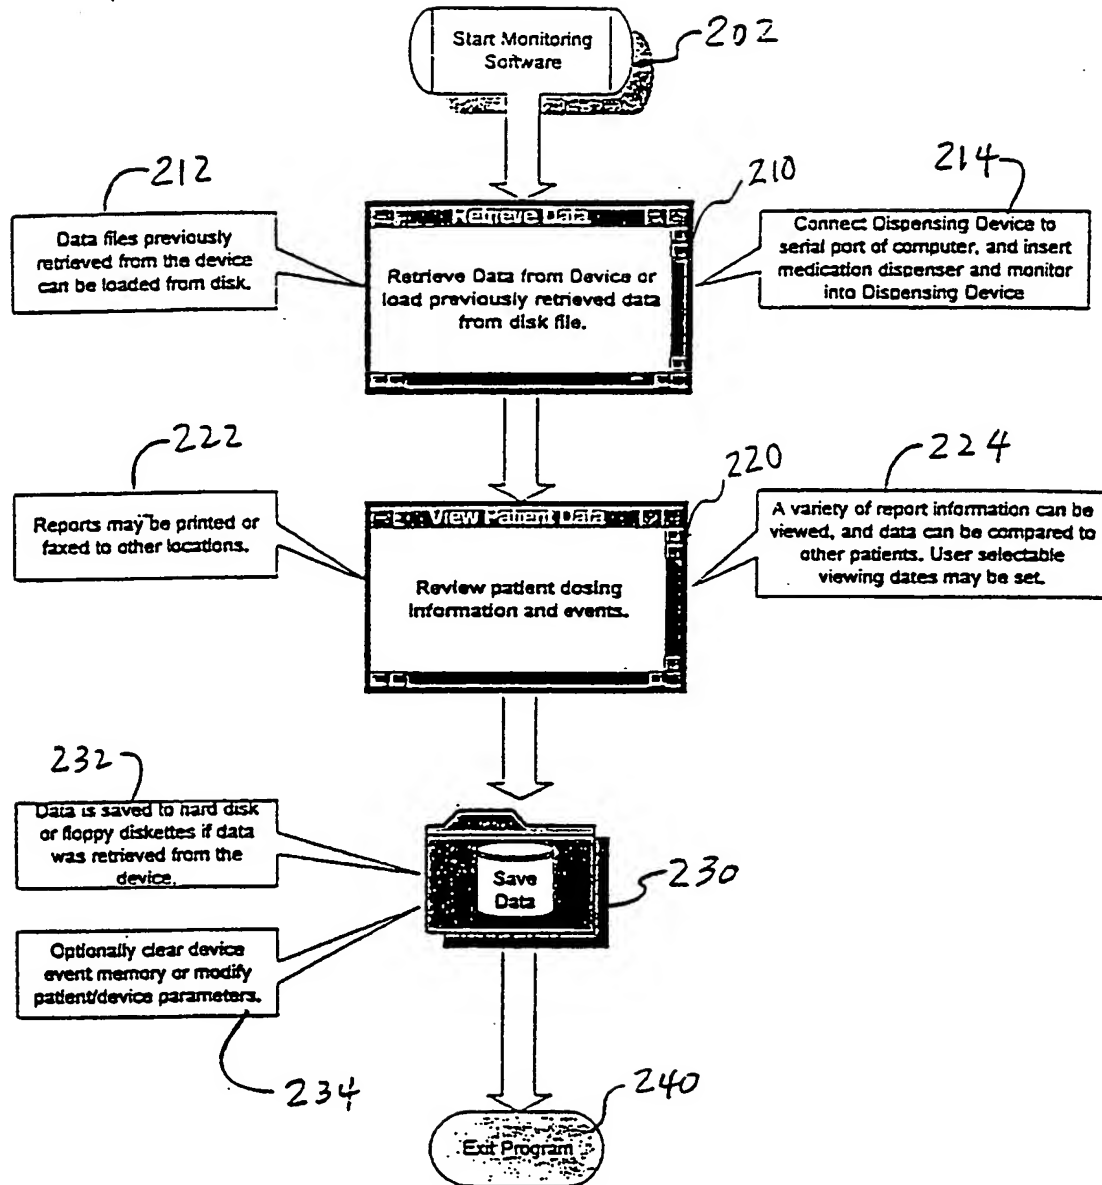 Start Monitoring
Software
202
212
210
214
Retrieve Data
Data files previously
retrieved from the device
can be loaded from disk.
Retrieve Data from Device or
load previously retrieved data
from disk file.
Connect Dispensing Device to
serial port of computer, and insert
medication dispenser and monitor
into Dispensing Device
222
220
224
View Patient Data
Reports may be printed or
faxed to other locations.
Review patient dosing
information and events.
A variety of report information can be
viewed, and data can be compared to
other patients. User selectable
viewing dates may be set.
232
Data is saved to hard disk
or floppy diskettes if data
was retrieved from the
device.
Save
Data
230
Optionally clear device
event memory or modify
patient/device parameters.
234
240
Exit Program